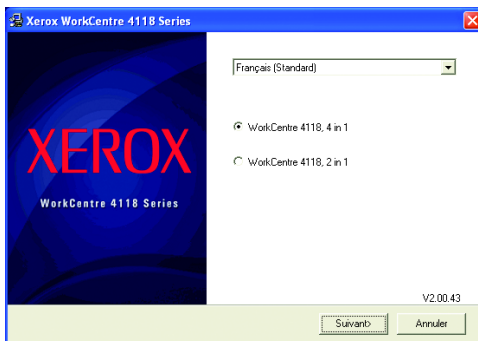 Xerox WorkCentre 4118 Series
Français (Standard)
XEROX
WorkCentre 4118 Series
WorkCentre 4118, 4 in 1
WorkCentre 4118, 2 in 1
V2.00.43
Suivant>
Annuler